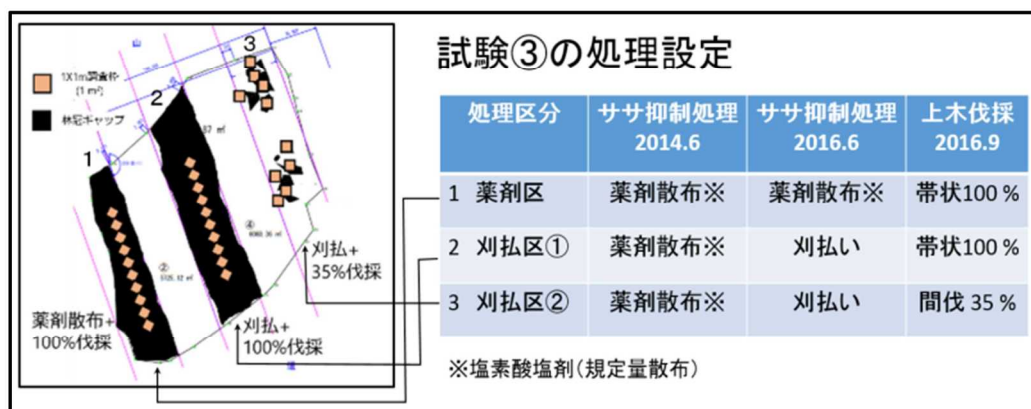 試験③の処理設定
山
3
1X1m調査枠
(1 m²)
林冠ギャップ
2
1
④
②
刈払+
35%伐採
薬剤散布+
100%伐採
刈払+
100%伐採
処理区分 ササ抑制処理 2014.6 ササ抑制処理 2016.6 上木伐採 2016.9
1 薬剤区 薬剤散布※ 薬剤散布※ 帯状100 %
2 刈払区① 薬剤散布※ 刈払い 帯状100 %
3 刈払区② 薬剤散布※ 刈払い 間伐 35 %
※塩素酸塩剤(規定量散布)